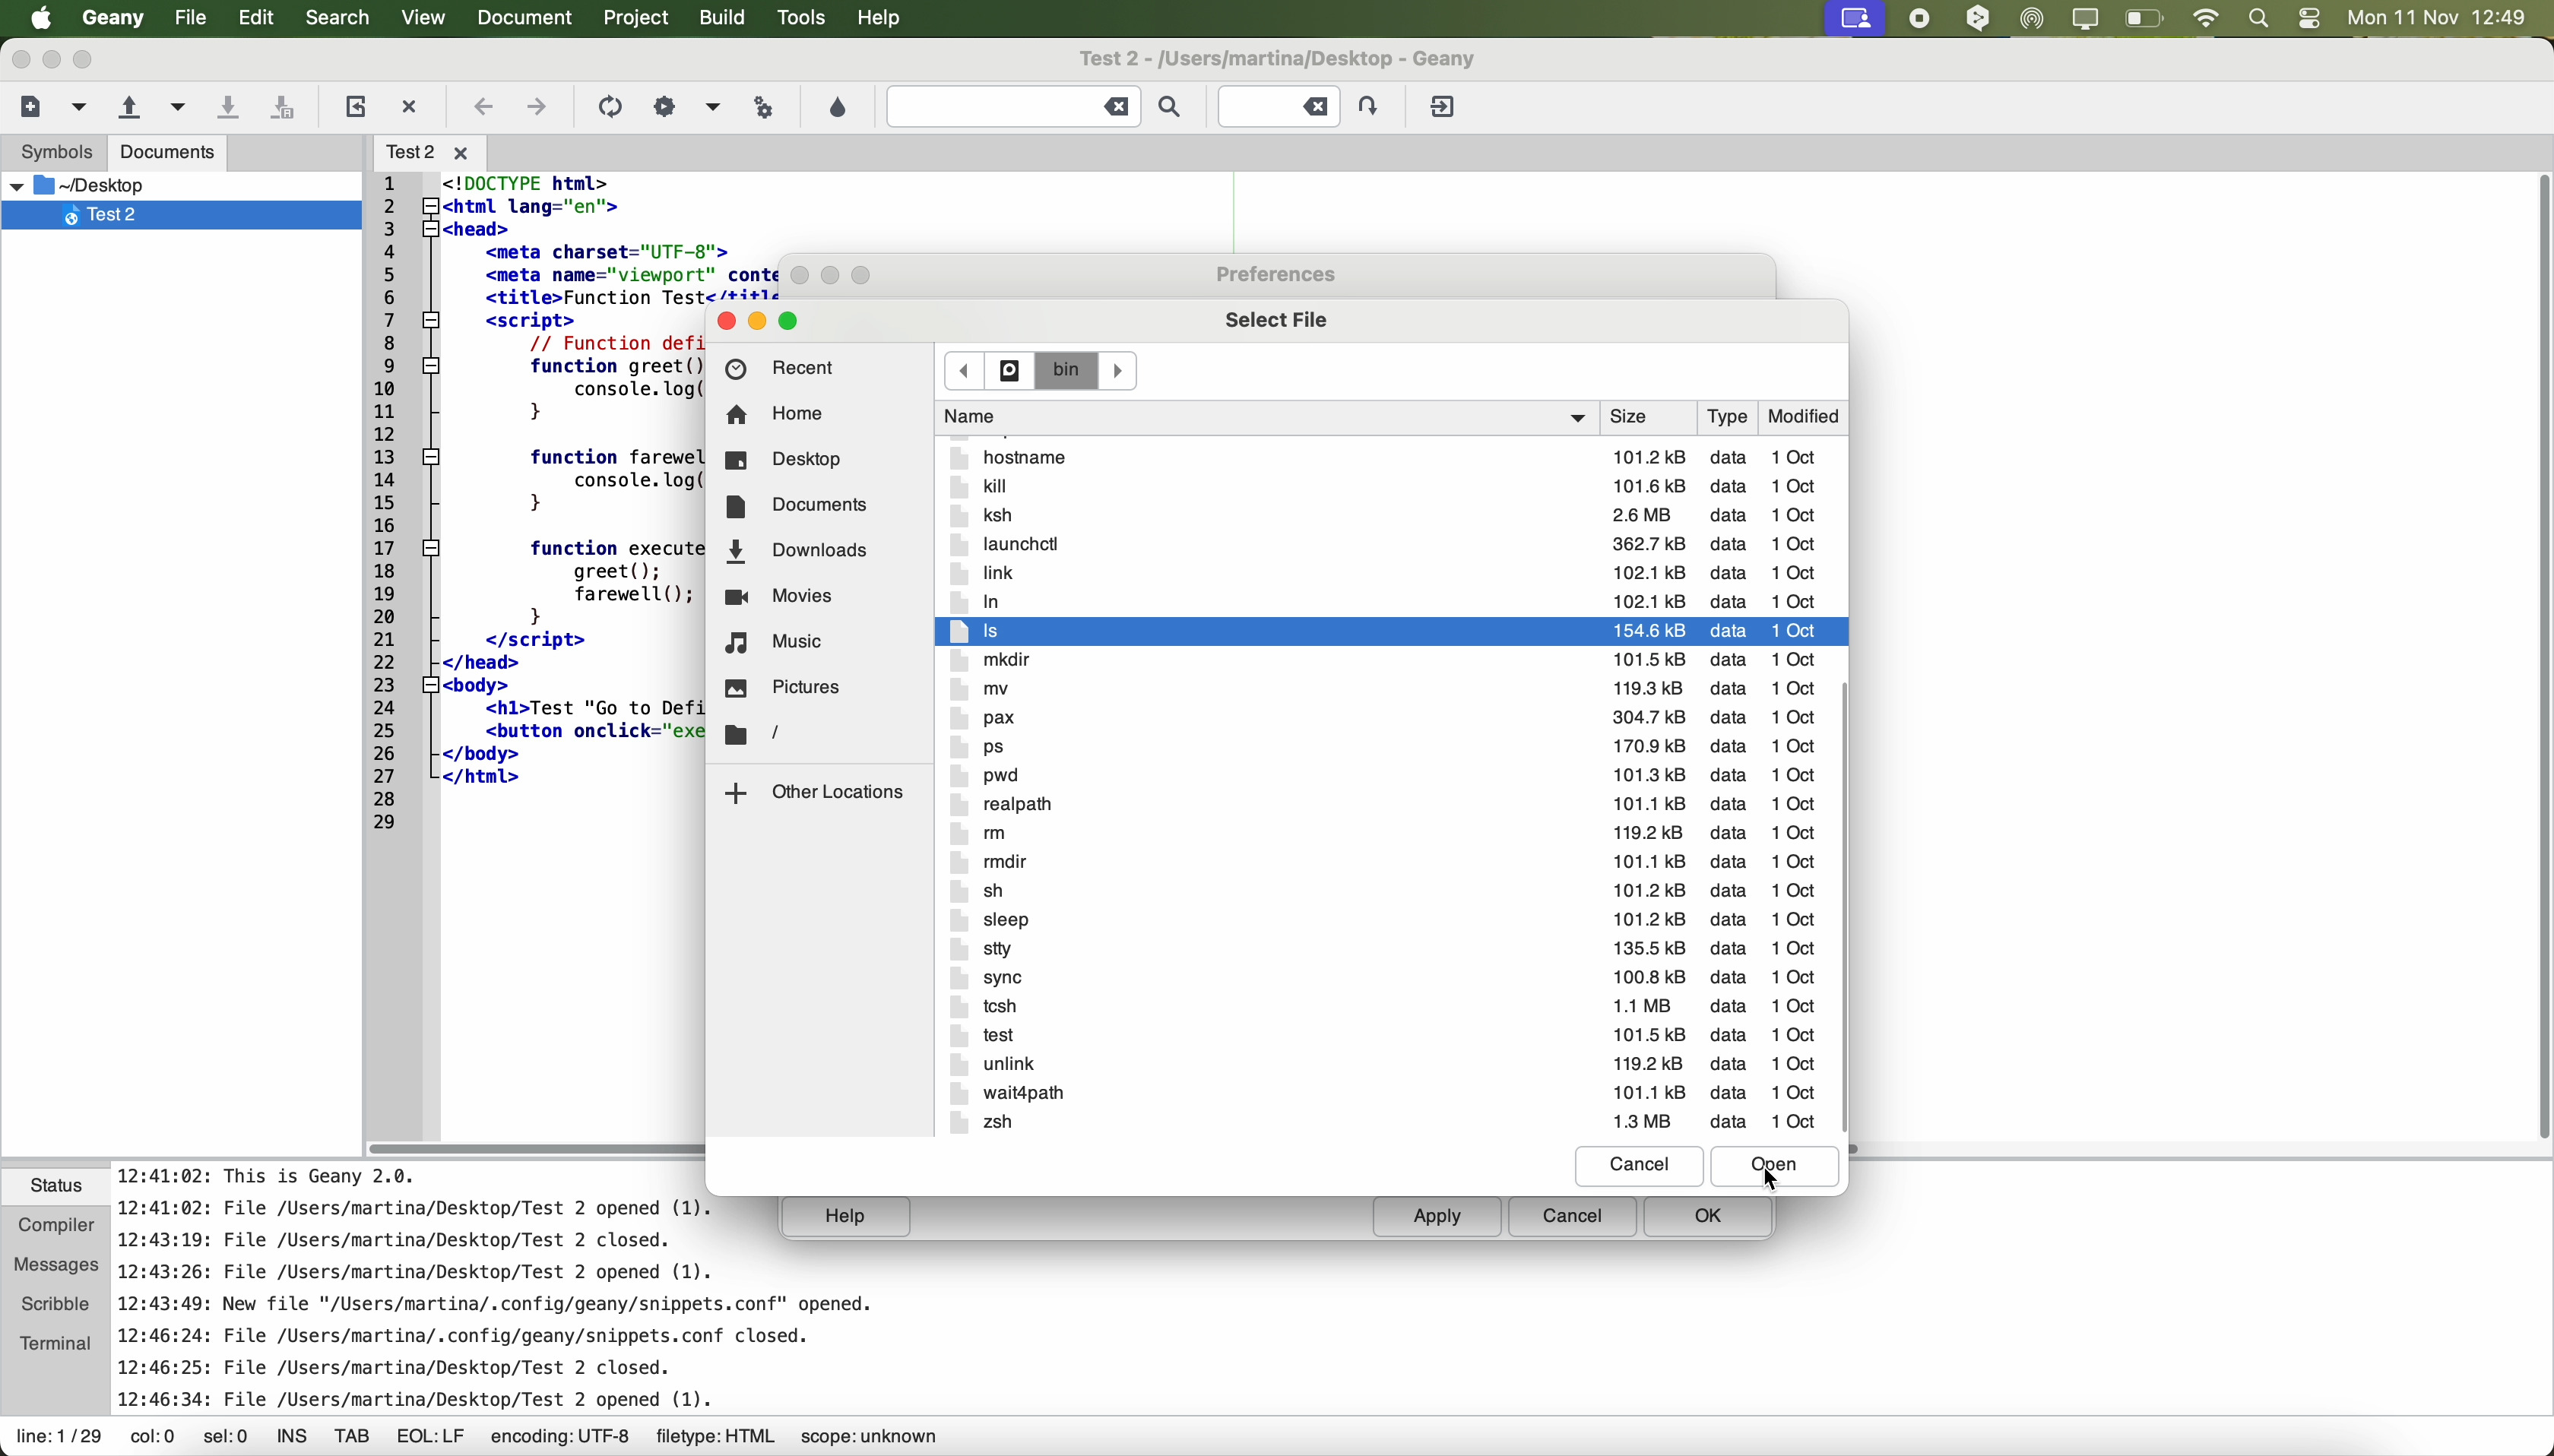 Geany File Edit Search View Document Project Build Tools Help Mon 11 Nov 12:49
Test 2 - /Users/martina/Desktop - Geany
Symbols Documents Test 2
~/Desktop
Test 2
1 <!DOCTYPE html>
2 <html lang="en">
3 <head>
4 <meta charset="UTF-8">
5 <meta name="viewport" conte
6 <title>Function Test</title
7 <script>
8 // Function defi
9 function greet()
10 console.log(
11 }
12
13 function farewel
14 console.log(
15 }
16
17 function execute
18 greet();
19 farewell();
20 }
21 </script>
22 </head>
23 <body>
24 <h1>Test "Go to Defi
25 <button onclick="exe
26 </body>
27 </html>
28
29
Preferences
Select File
Recent
Home
Desktop
Documents
Downloads
Movies
Music
Pictures
/
Other Locations
bin
Name Size Type Modified
hostname 101.2 kB data 1 Oct
kill 101.6 kB data 1 Oct
ksh 2.6 MB data 1 Oct
launchctl 362.7 kB data 1 Oct
link 102.1 kB data 1 Oct
ln 102.1 kB data 1 Oct
ls 154.6 kB data 1 Oct
mkdir 101.5 kB data 1 Oct
mv 119.3 kB data 1 Oct
pax 304.7 kB data 1 Oct
ps 170.9 kB data 1 Oct
pwd 101.3 kB data 1 Oct
realpath 101.1 kB data 1 Oct
rm 119.2 kB data 1 Oct
rmdir 101.1 kB data 1 Oct
sh 101.2 kB data 1 Oct
sleep 101.2 kB data 1 Oct
stty 135.5 kB data 1 Oct
sync 100.8 kB data 1 Oct
tcsh 1.1 MB data 1 Oct
test 101.5 kB data 1 Oct
unlink 119.2 kB data 1 Oct
wait4path 101.1 kB data 1 Oct
zsh 1.3 MB data 1 Oct
Cancel Open
Help Apply Cancel OK
Status
Compiler
Messages
Scribble
Terminal
12:41:02: This is Geany 2.0.
12:41:02: File /Users/martina/Desktop/Test 2 opened (1).
12:43:19: File /Users/martina/Desktop/Test 2 closed.
12:43:26: File /Users/martina/Desktop/Test 2 opened (1).
12:43:49: New file "/Users/martina/.config/geany/snippets.conf" opened.
12:46:24: File /Users/martina/.config/geany/snippets.conf closed.
12:46:25: File /Users/martina/Desktop/Test 2 closed.
12:46:34: File /Users/martina/Desktop/Test 2 opened (1).
line: 1 / 29 col: 0 sel: 0 INS TAB EOL: LF encoding: UTF-8 filetype: HTML scope: unknown